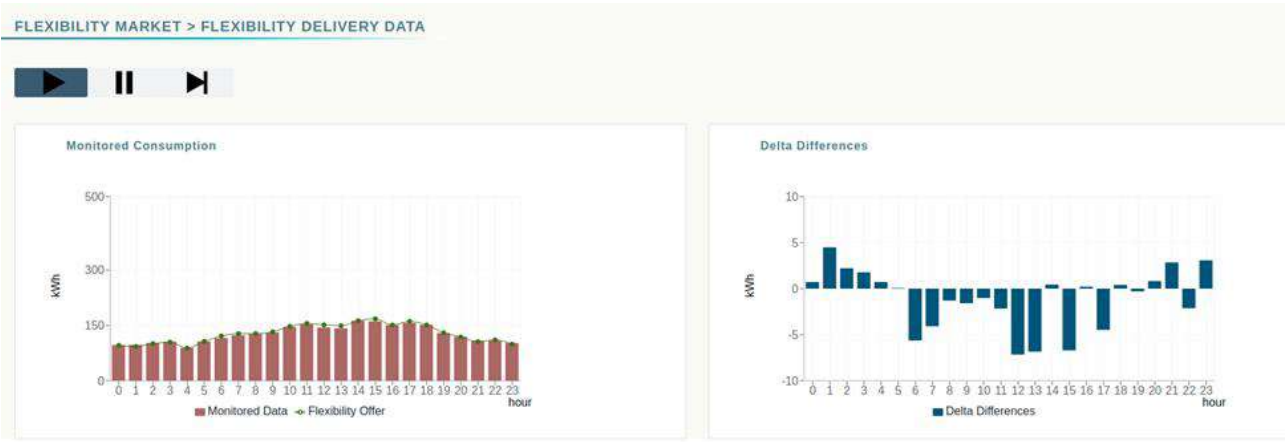 FLEXIBILITY MARKET > FLEXIBILITY DELIVERY DATA
Monitored Consumption
500
300
150
0
kWh
0 1 2 3 4 5 6 7 8 9 10 11 12 13 14 15 16 17 18 19 20 21 22 23
hour
Monitored Data Flexibility Offer
Delta Differences
10
5
0
-5
-10
kWh
0 1 2 3 4 5 6 7 8 9 10 11 12 13 14 15 16 17 18 19 20 21 22 23
hour
Delta Differences